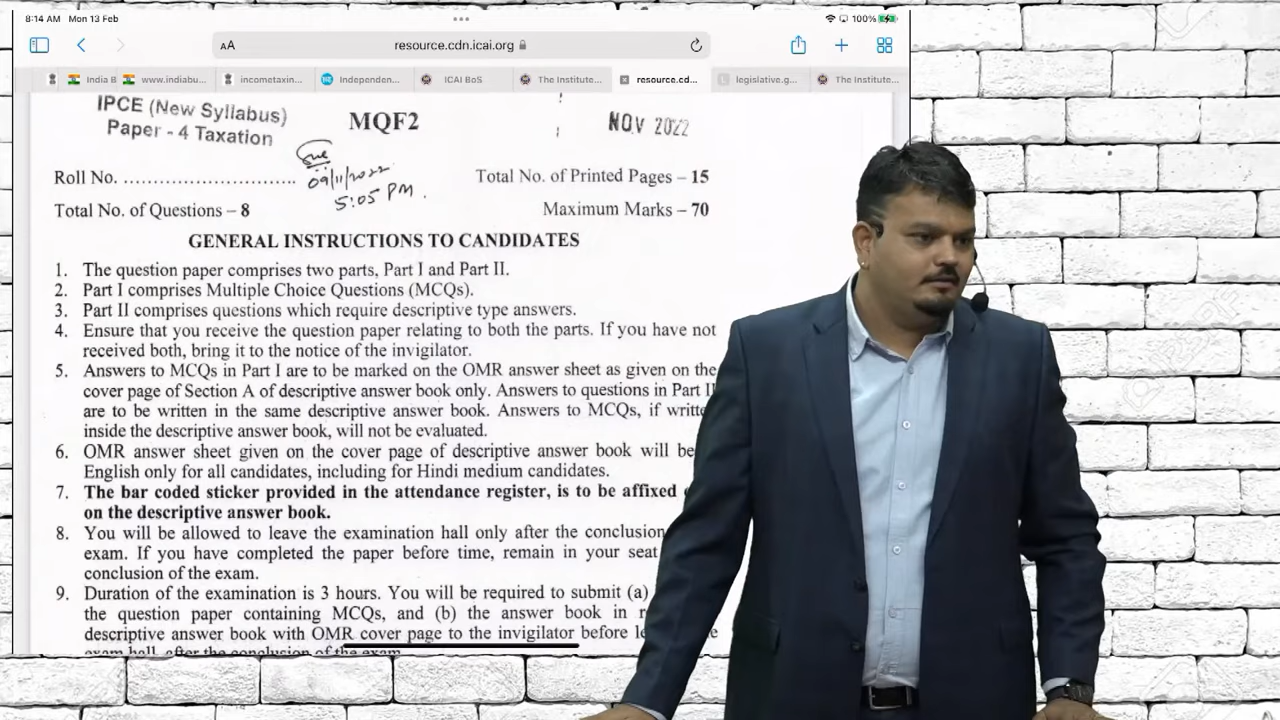 8:14 AM Mon 13 Feb
100%
AA
resource.cdn.icai.org
India B
www.indiabu...
incometaxin...
Independen...
ICAI BoS
The Institute...
resource.cd...
legislative.g...
The Institute...
IPCE (New Syllabus)
Paper - 4 Taxation
MQF2
NOV 2022
09/11/2022
5:05 PM.
Roll No. ...............................
Total No. of Printed Pages – 15
Total No. of Questions – 8
Maximum Marks – 70
GENERAL INSTRUCTIONS TO CANDIDATES
1. The question paper comprises two parts, Part I and Part II.
2. Part I comprises Multiple Choice Questions (MCQs).
3. Part II comprises questions which require descriptive type answers.
4. Ensure that you receive the question paper relating to both the parts. If you have not
received both, bring it to the notice of the invigilator.
5. Answers to MCQs in Part I are to be marked on the OMR answer sheet as given on the
cover page of Section A of descriptive answer book only. Answers to questions in Part II
are to be written in the same descriptive answer book. Answers to MCQs, if writte
inside the descriptive answer book, will not be evaluated.
6. OMR answer sheet given on the cover page of descriptive answer book will be
English only for all candidates, including for Hindi medium candidates.
7. The bar coded sticker provided in the attendance register, is to be affixed
on the descriptive answer book.
8. You will be allowed to leave the examination hall only after the conclusion
exam. If you have completed the paper before time, remain in your seat
conclusion of the exam.
9. Duration of the examination is 3 hours. You will be required to submit (a)
the question paper containing MCQs, and (b) the answer book in
descriptive answer book with OMR cover page to the invigilator before
exam hall, after the conclusion of the exam.